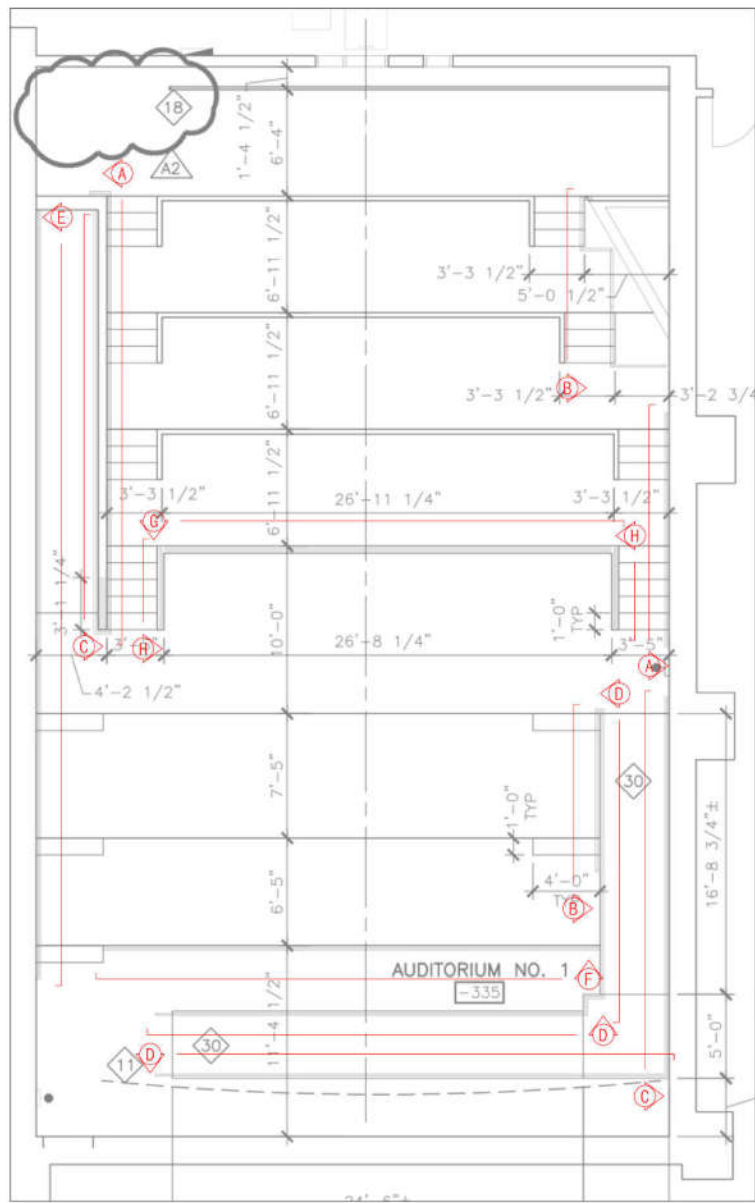 18
A2
A
1'-4 1/2"
6'-4"
E
6'-11 1/2"
3'-3 1/2"
5'-0 1/2"
6'-11 1/2"
B
3'-3 1/2"
3'-2 3/4
6'-11 1/2"
3'-3 1/2"
26'-11 1/4"
3'-3 1/2"
G
H
3'-1 1/4"
C
H
10'-0"
26'-8 1/4"
1'-0"
TYP
3'-5"
A
4'-2 1/2"
D
30
7'-5"
1'-0"
TYP
16'-8 3/4"±
4'-0"
B
6'-5"
AUDITORIUM NO. 1
F
-335
11'-4 1/2"
30
D
D
11
5'-0"
C